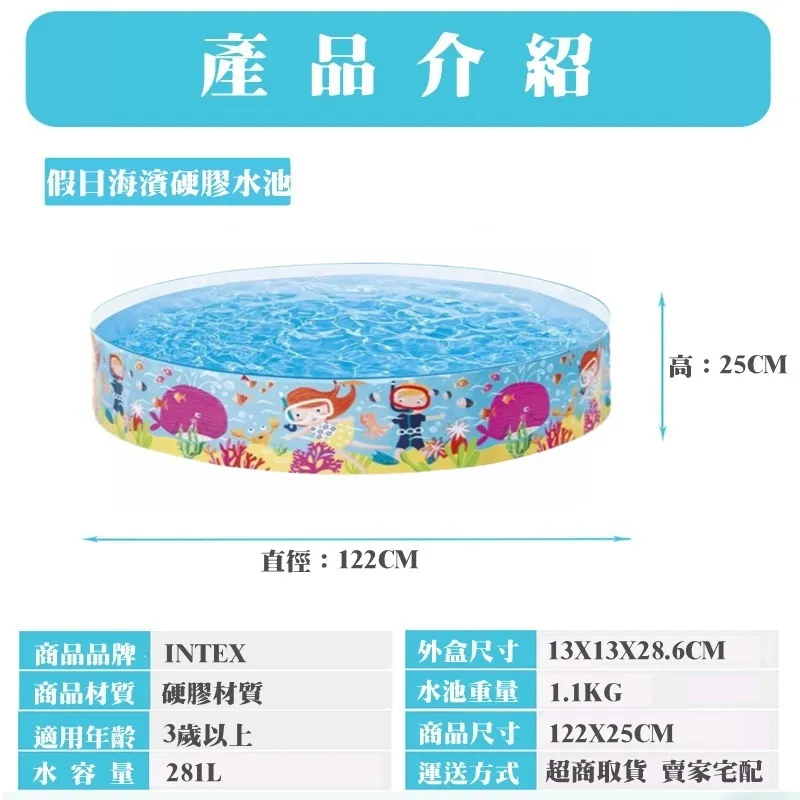 產品介紹
假日海濱硬膠水池
高：25CM
直徑：122CM
商品品牌 INTEX
商品材質 硬膠材質
適用年齡 3歲以上
水容量 281L
外盒尺寸 13X13X28.6CM
水池重量 1.1KG
商品尺寸 122X25CM
運送方式 超商取貨 賣家宅配